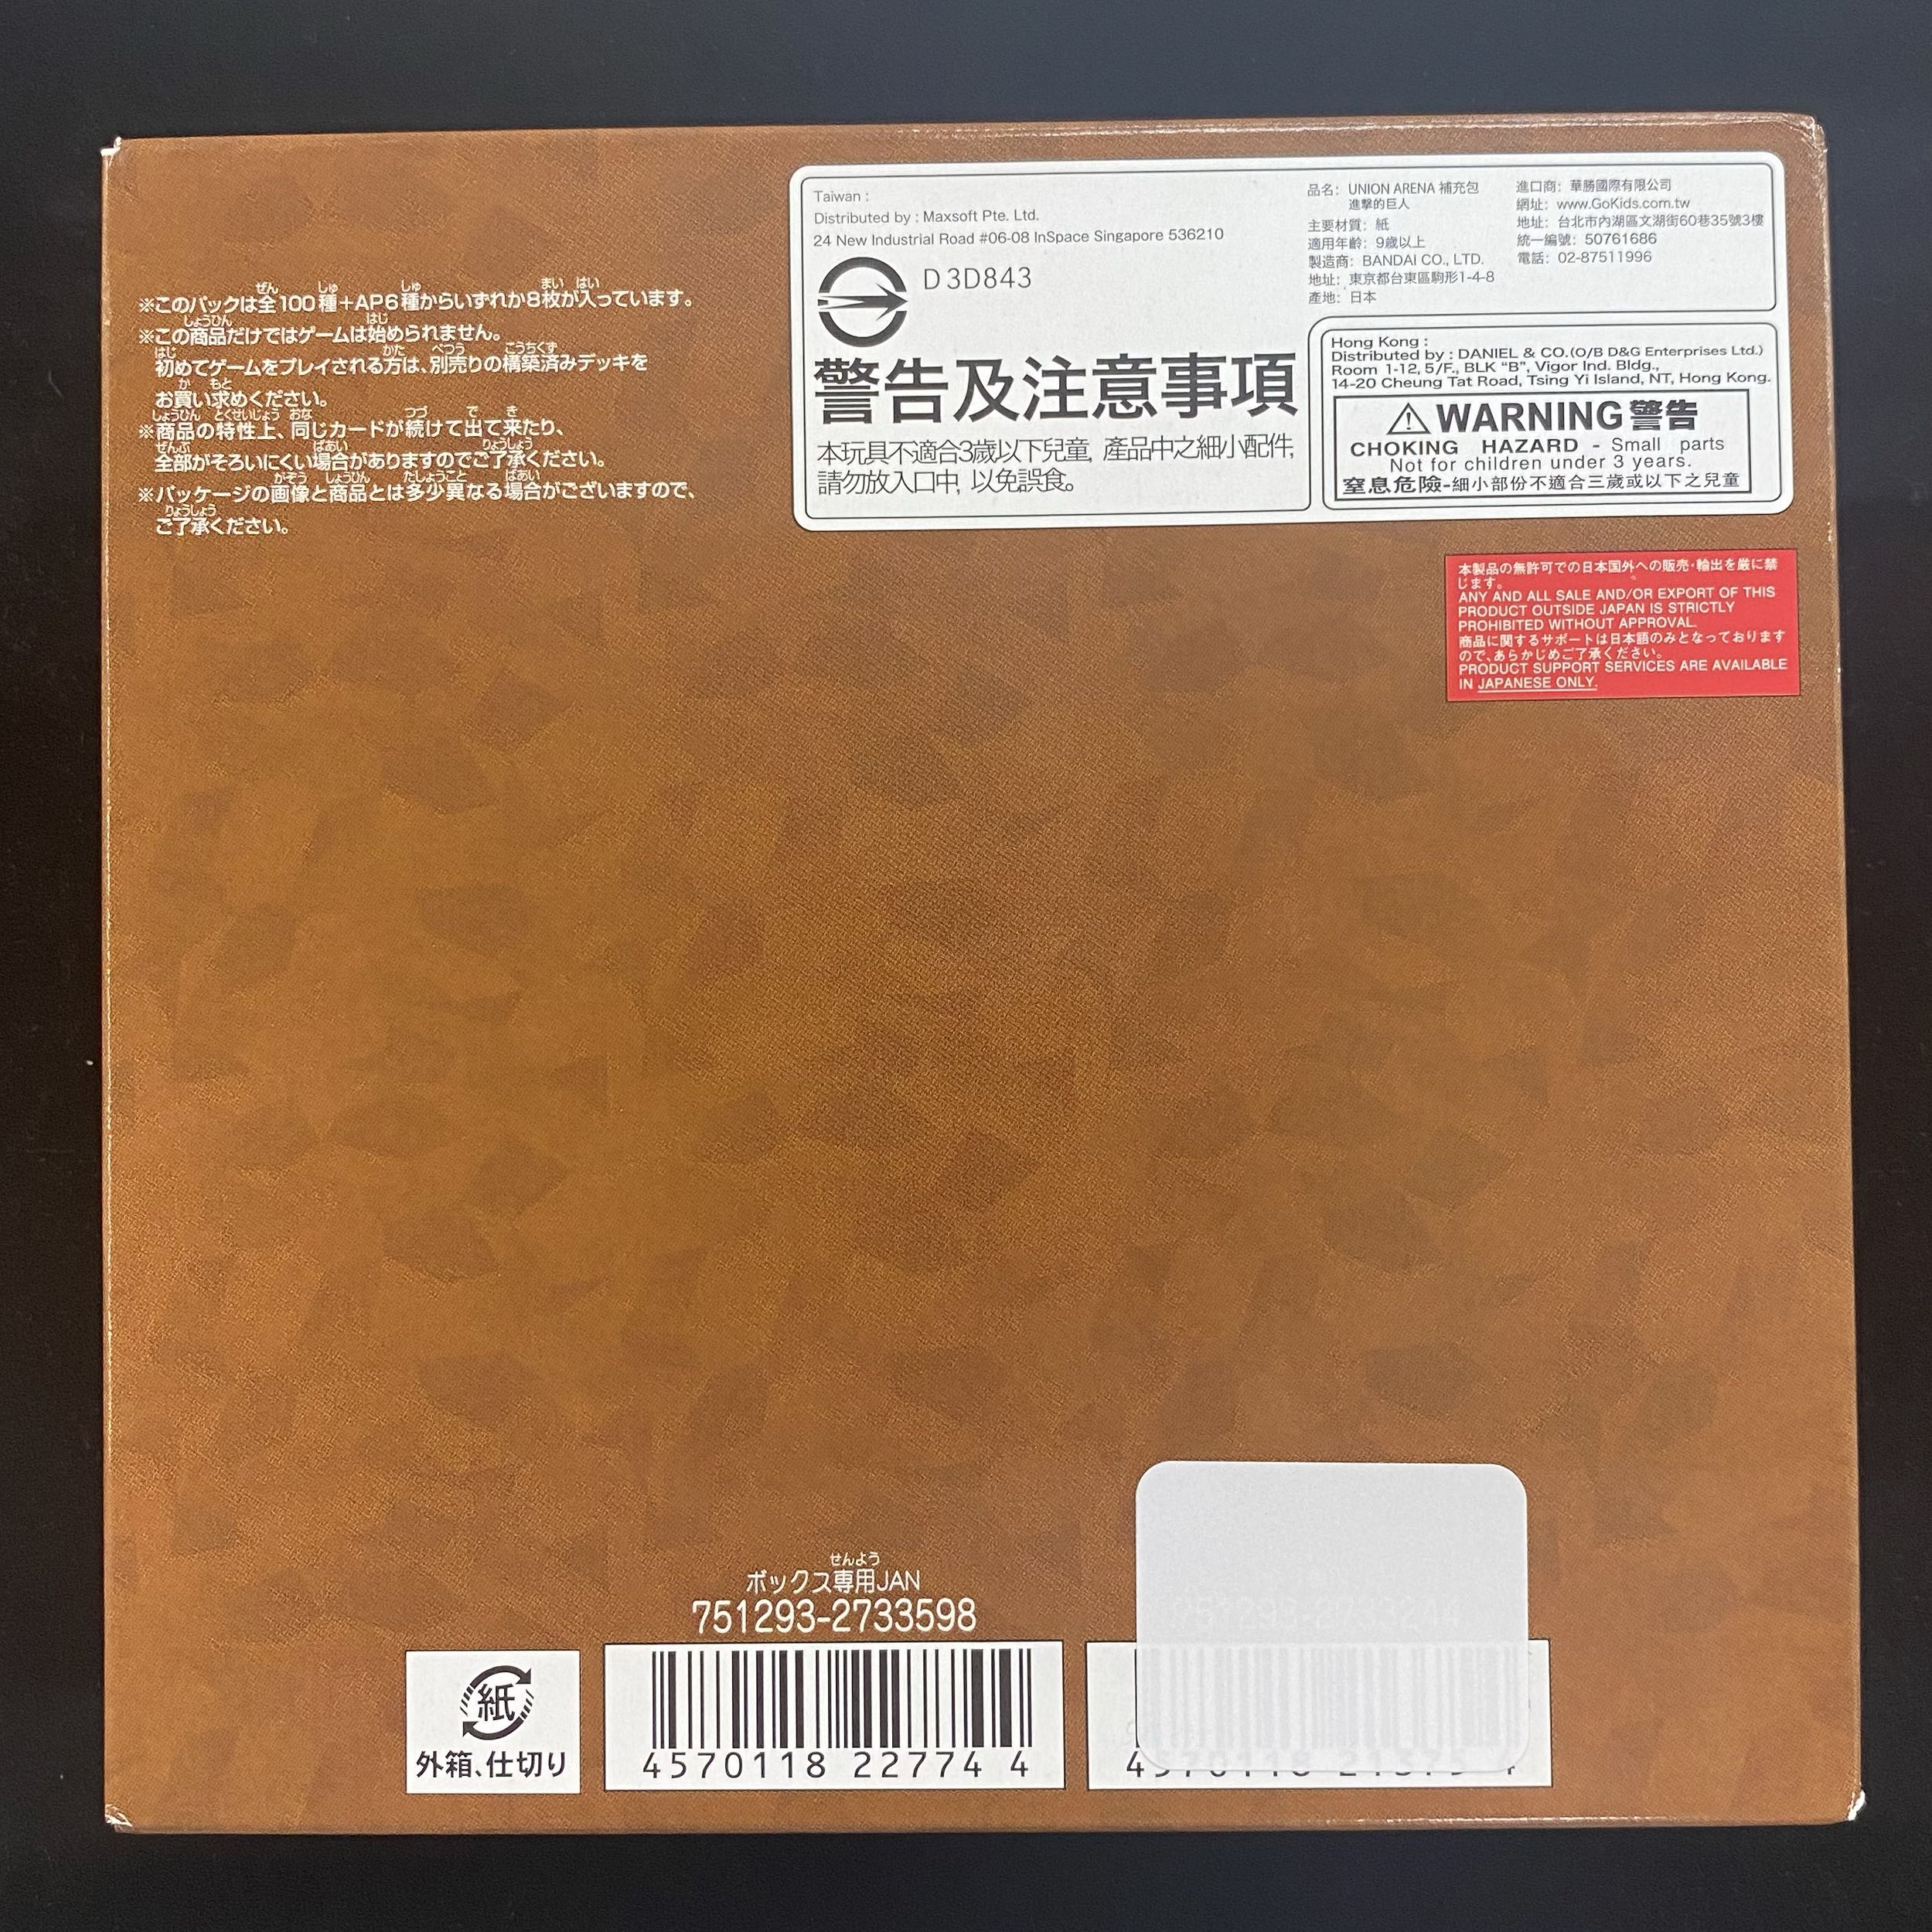 ※このパックは全100種+AP6種からいずれか8枚が入っています。
※この商品だけではゲームは始められません。
初めてゲームをプレイされる方は、別売りの構築済みデッキを
お買い求めください。
※商品の特性上、同じカードが続けて出て来たり、
全部がそろいにくい場合がありますのでご了承ください。
※パッケージの画像と商品とは多少異なる場合がございますので、
ご了承ください。
Taiwan :
Distributed by : Maxsoft Pte. Ltd.
24 New Industrial Road #06-08 InSpace Singapore 536210
D3D843
警告及注意事項
本玩具不適合3歲以下兒童, 產品中之細小配件,
請勿放入口中, 以免誤食。
品名: UNION ARENA 補充包
進擊的巨人
主要材質: 紙
適用年齡: 9歲以上
製造商: BANDAI CO., LTD.
地址: 東京都台東區駒形1-4-8
產地: 日本
進口商: 華勝國際有限公司
網址: www.GoKids.com.tw
地址: 台北市內湖區文湖街60巷35號3樓
統一編號: 50761686
電話: 02-87511996
Hong Kong :
Distributed by : DANIEL & CO.(O/B D&G Enterprises Ltd.)
Room 1-12, 5/F., BLK “B”, Vigor Ind. Bldg.,
14-20 Cheung Tat Road, Tsing Yi Island, NT, Hong Kong.
WARNING 警告
CHOKING HAZARD - Small parts
Not for children under 3 years.
窒息危險-細小部份不適合三歲或以下之兒童
本製品の無許可での日本国外への販売・輸出を厳に禁
じます。
ANY AND ALL SALE AND/OR EXPORT OF THIS
PRODUCT OUTSIDE JAPAN IS STRICTLY
PROHIBITED WITHOUT APPROVAL.
商品に関するサポートは日本語のみとなっております
ので、あらかじめご了承ください。
PRODUCT SUPPORT SERVICES ARE AVAILABLE
IN JAPANESE ONLY.
ボックス専用JAN
751293-2733598
紙
外箱、仕切り
4570118 22774 4